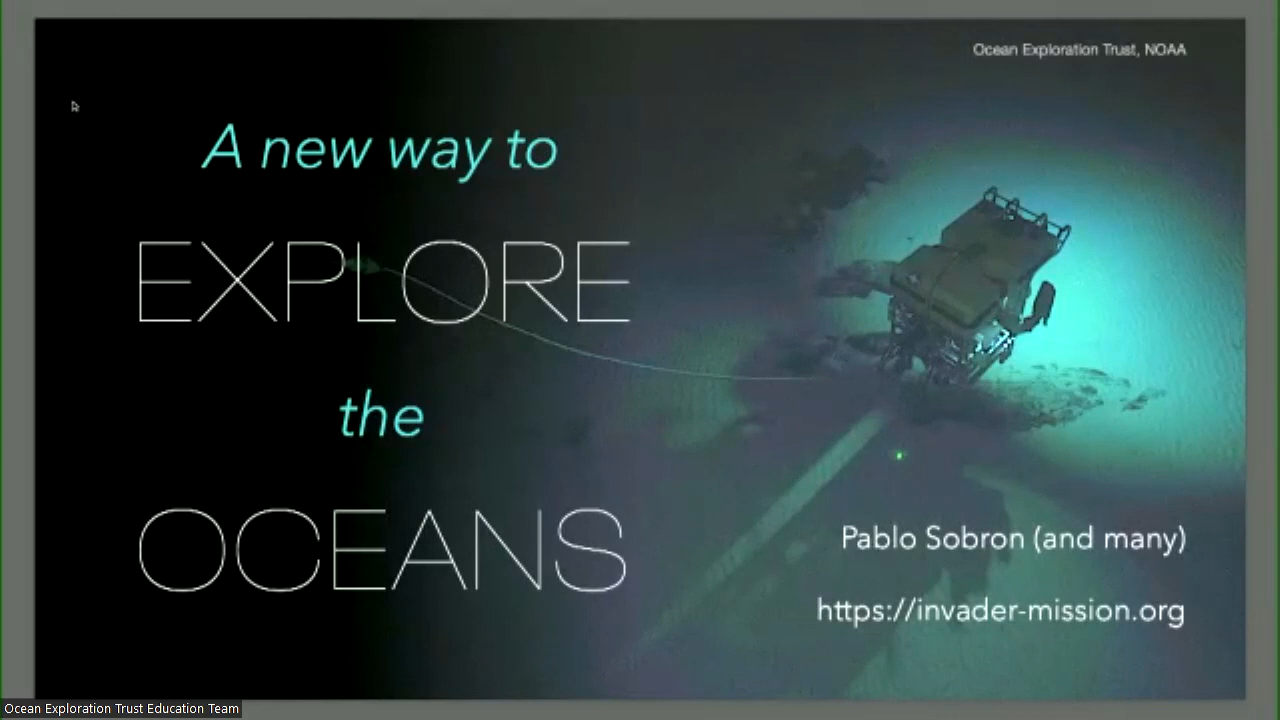 Ocean Exploration Trust, NOAA
A new way to
EXPLORE
the
OCEANS
Pablo Sobron (and many)
https://invader-mission.org
Ocean Exploration Trust Education Team